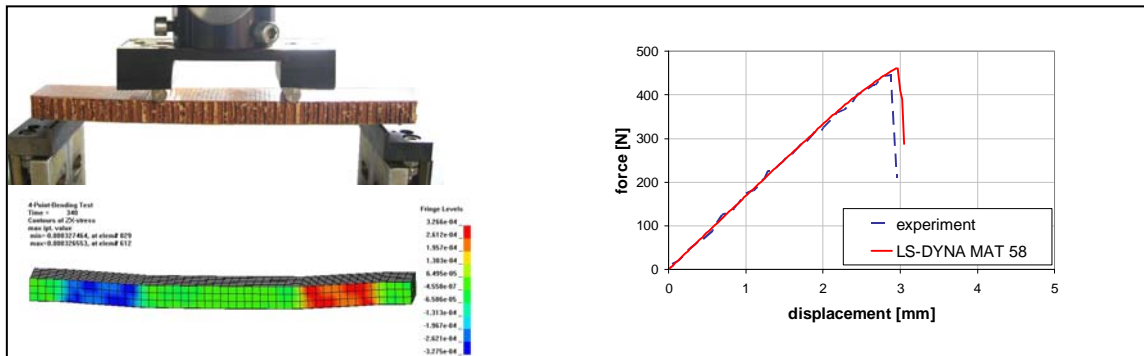 4-Point-Bending Test
Time = 340
Contours of ZX-stress
max ipt. value
min=-0.000327464, at elem# 829
max=0.000326553, at elem# 612
Fringe Levels
3.266e-04
2.612e-04
1.957e-04
1.303e-04
6.495e-05
-4.550e-07
-6.586e-05
-1.313e-04
-1.967e-04
-2.621e-04
-3.275e-04
500
400
300
200
100
0
force [N]
experiment
LS-DYNA MAT 58
0 1 2 3 4 5
displacement [mm]